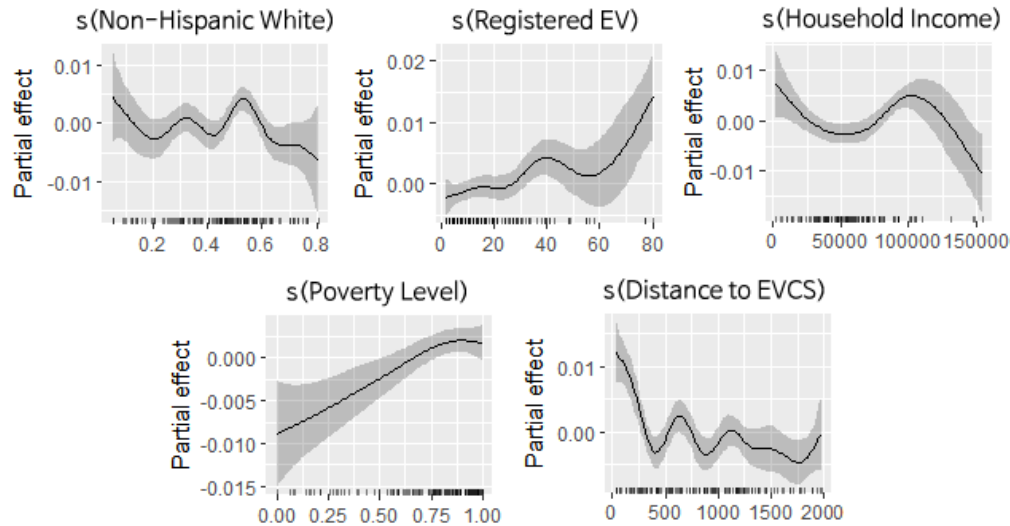 s(Non-Hispanic White)
Partial effect
0.01
0.00
-0.01
0.2 0.4 0.6 0.8
s(Registered EV)
Partial effect
0.02
0.01
0.00
0 20 40 60 80
s(Household Income)
Partial effect
0.01
0.00
-0.01
0 50000 100000 150000
s(Poverty Level)
Partial effect
0.000
-0.005
-0.010
-0.015
0.00 0.25 0.50 0.75 1.00
s(Distance to EVCS)
Partial effect
0.01
0.00
0 500 1000 1500 2000